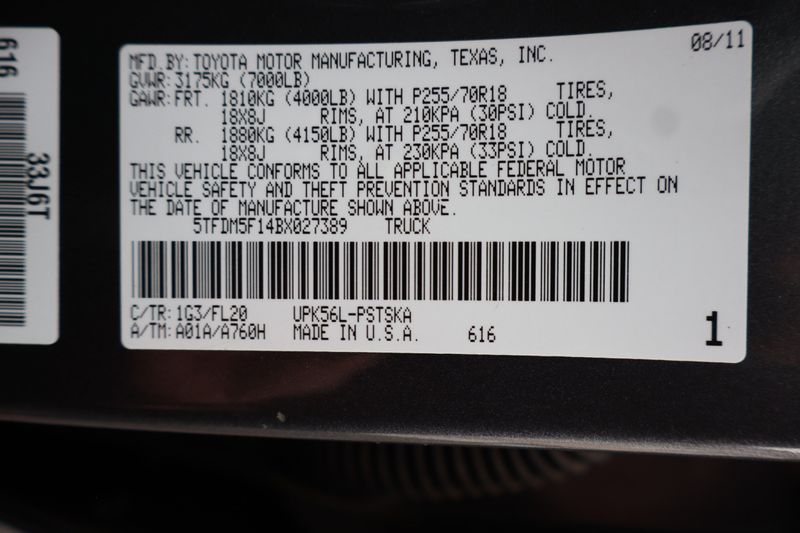 616
33J6T
08/11
MFD.BY:TOYOTA MOTOR MANUFACTURING, TEXAS, INC.
GVWR:3175KG (7000LB)
GAWR:FRT. 1810KG (4000LB) WITH P255/70R18 TIRES,
18X8J RIMS, AT 210KPA (30PSI) COLD.
RR. 1880KG (4150LB) WITH P255/70R18 TIRES,
18X8J RIMS, AT 230KPA (33PSI) COLD.
THIS VEHICLE CONFORMS TO ALL APPLICABLE FEDERAL MOTOR
VEHICLE SAFETY AND THEFT PREVENTION STANDARDS IN EFFECT ON
THE DATE OF MANUFACTURE SHOWN ABOVE.
5TFDM5F14BX027389 TRUCK
C/TR:1G3/FL20 UPK56L-PSTSKA
A/TM:A01A/A760H MADE IN U.S.A. 616
1